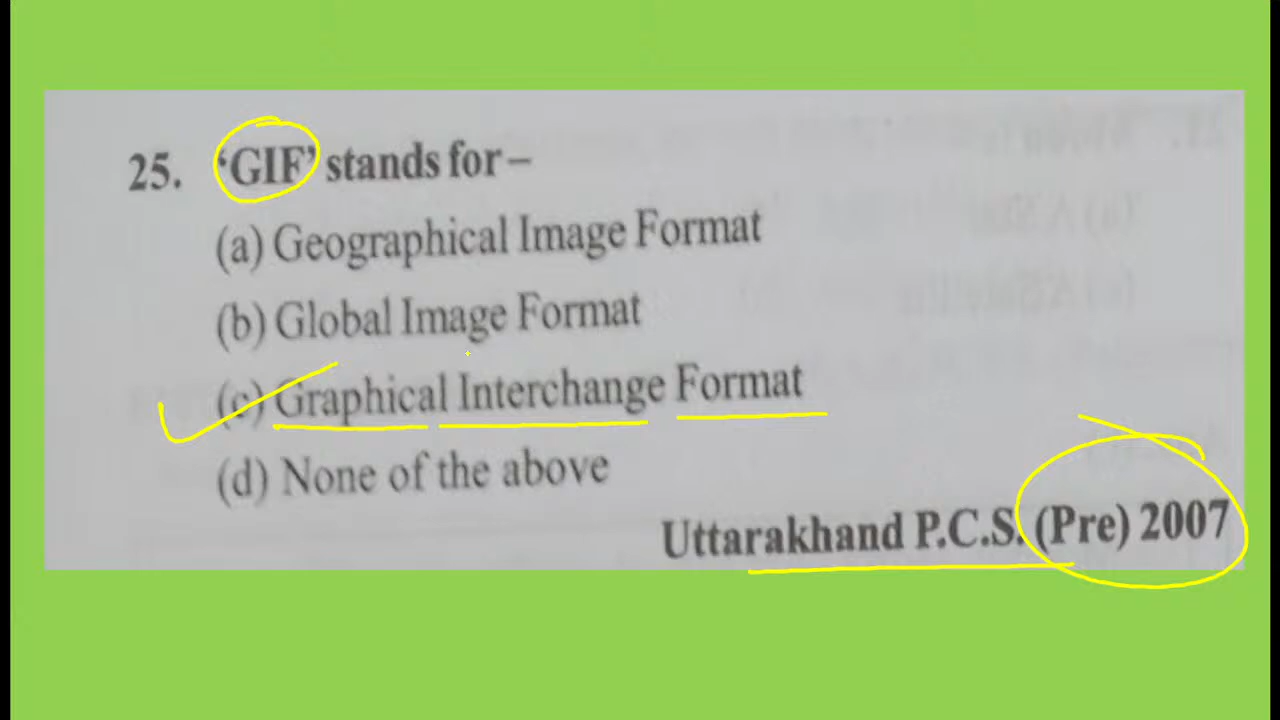 25. ‘GIF’ stands for –
(a) Geographical Image Format
(b) Global Image Format
(c) Graphical Interchange Format
(d) None of the above
Uttarakhand P.C.S. (Pre) 2007